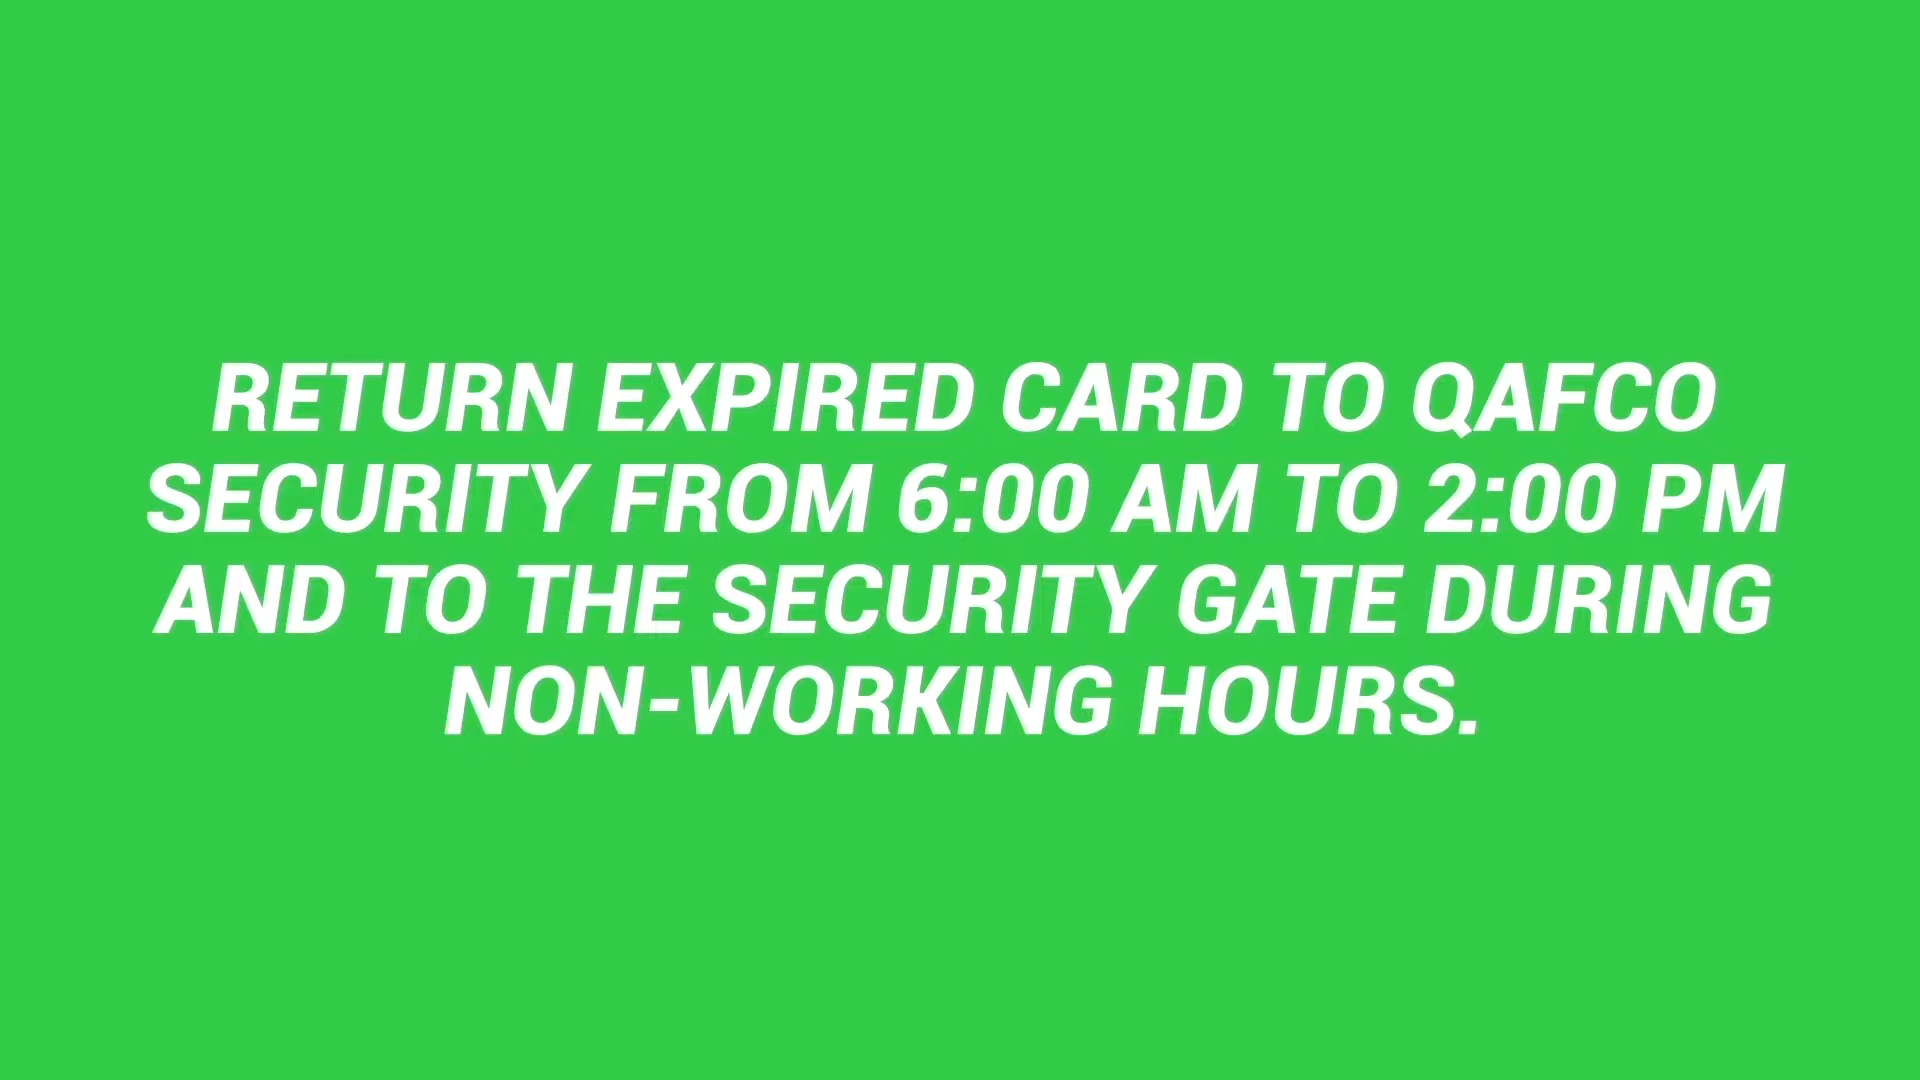 RETURN EXPIRED CARD TO QAFCO
SECURITY FROM 6:00 AM TO 2:00 PM
AND TO THE SECURITY GATE DURING
NON-WORKING HOURS.